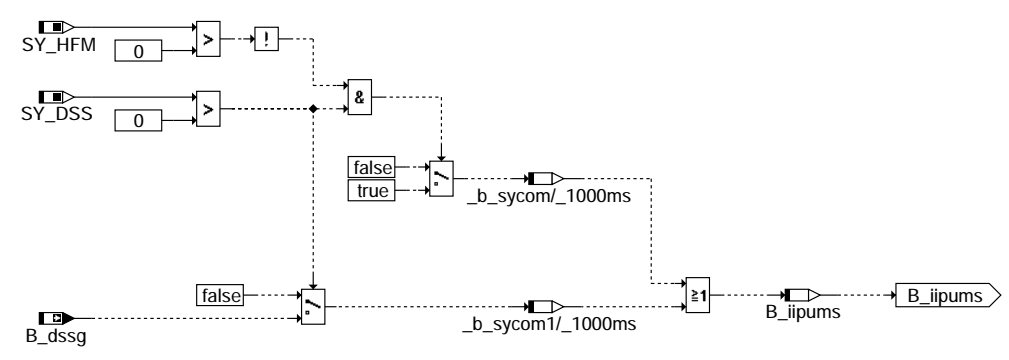 SY_HFM
0
>
!
SY_DSS
0
>
&
false
true
_b_sycom/_1000ms
false
B_dssg
_b_sycom1/_1000ms
≥1
B_iipums
B_iipums